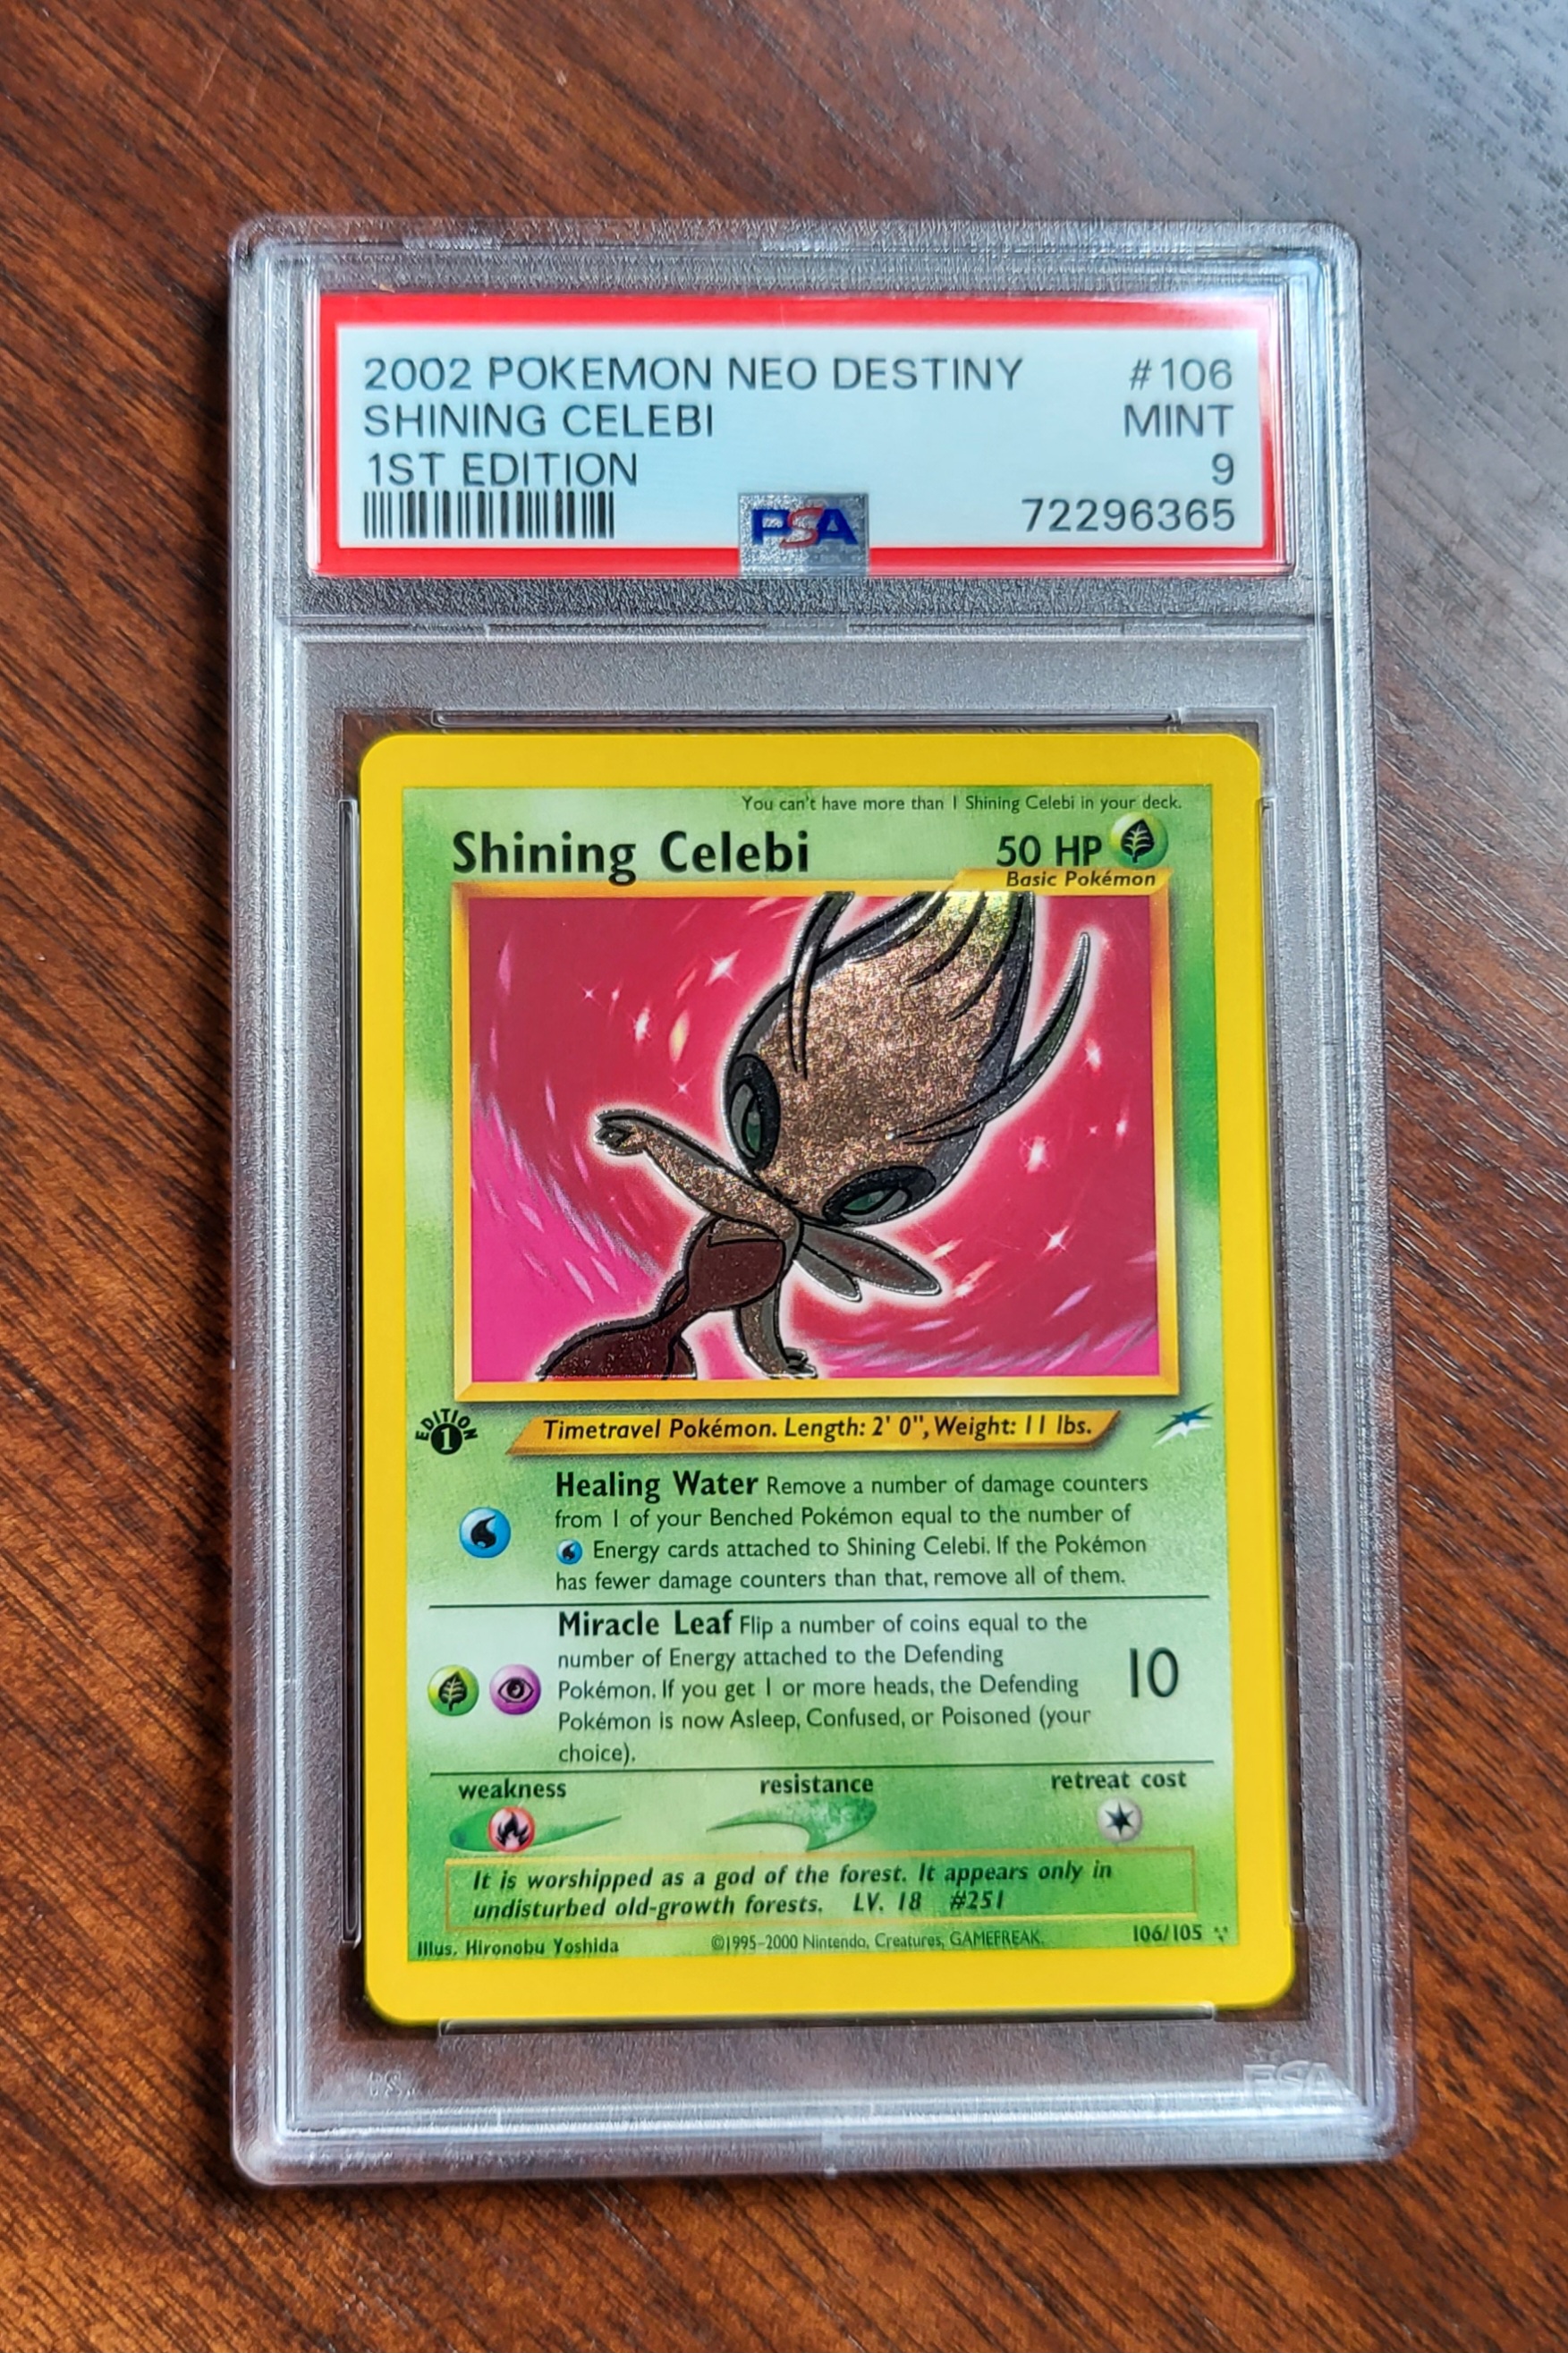 2002 POKEMON NEO DESTINY #106
SHINING CELEBI MINT
1ST EDITION 9
PSA 72296365
You can't have more than 1 Shining Celebi in your deck.
Shining Celebi 50 HP
Basic Pokémon
EDITION 1
Timetravel Pokémon. Length: 2' 0", Weight: 11 lbs.
Healing Water Remove a number of damage counters
from 1 of your Benched Pokémon equal to the number of
Energy cards attached to Shining Celebi. If the Pokémon
has fewer damage counters than that, remove all of them.
Miracle Leaf Flip a number of coins equal to the
number of Energy attached to the Defending
Pokémon. If you get 1 or more heads, the Defending
Pokémon is now Asleep, Confused, or Poisoned (your
choice).
10
weakness resistance retreat cost
It is worshipped as a god of the forest. It appears only in
undisturbed old-growth forests. LV. 18 #251
Illus. Hironobu Yoshida ©1995-2000 Nintendo, Creatures, GAMEFREAK. 106/105
PSA